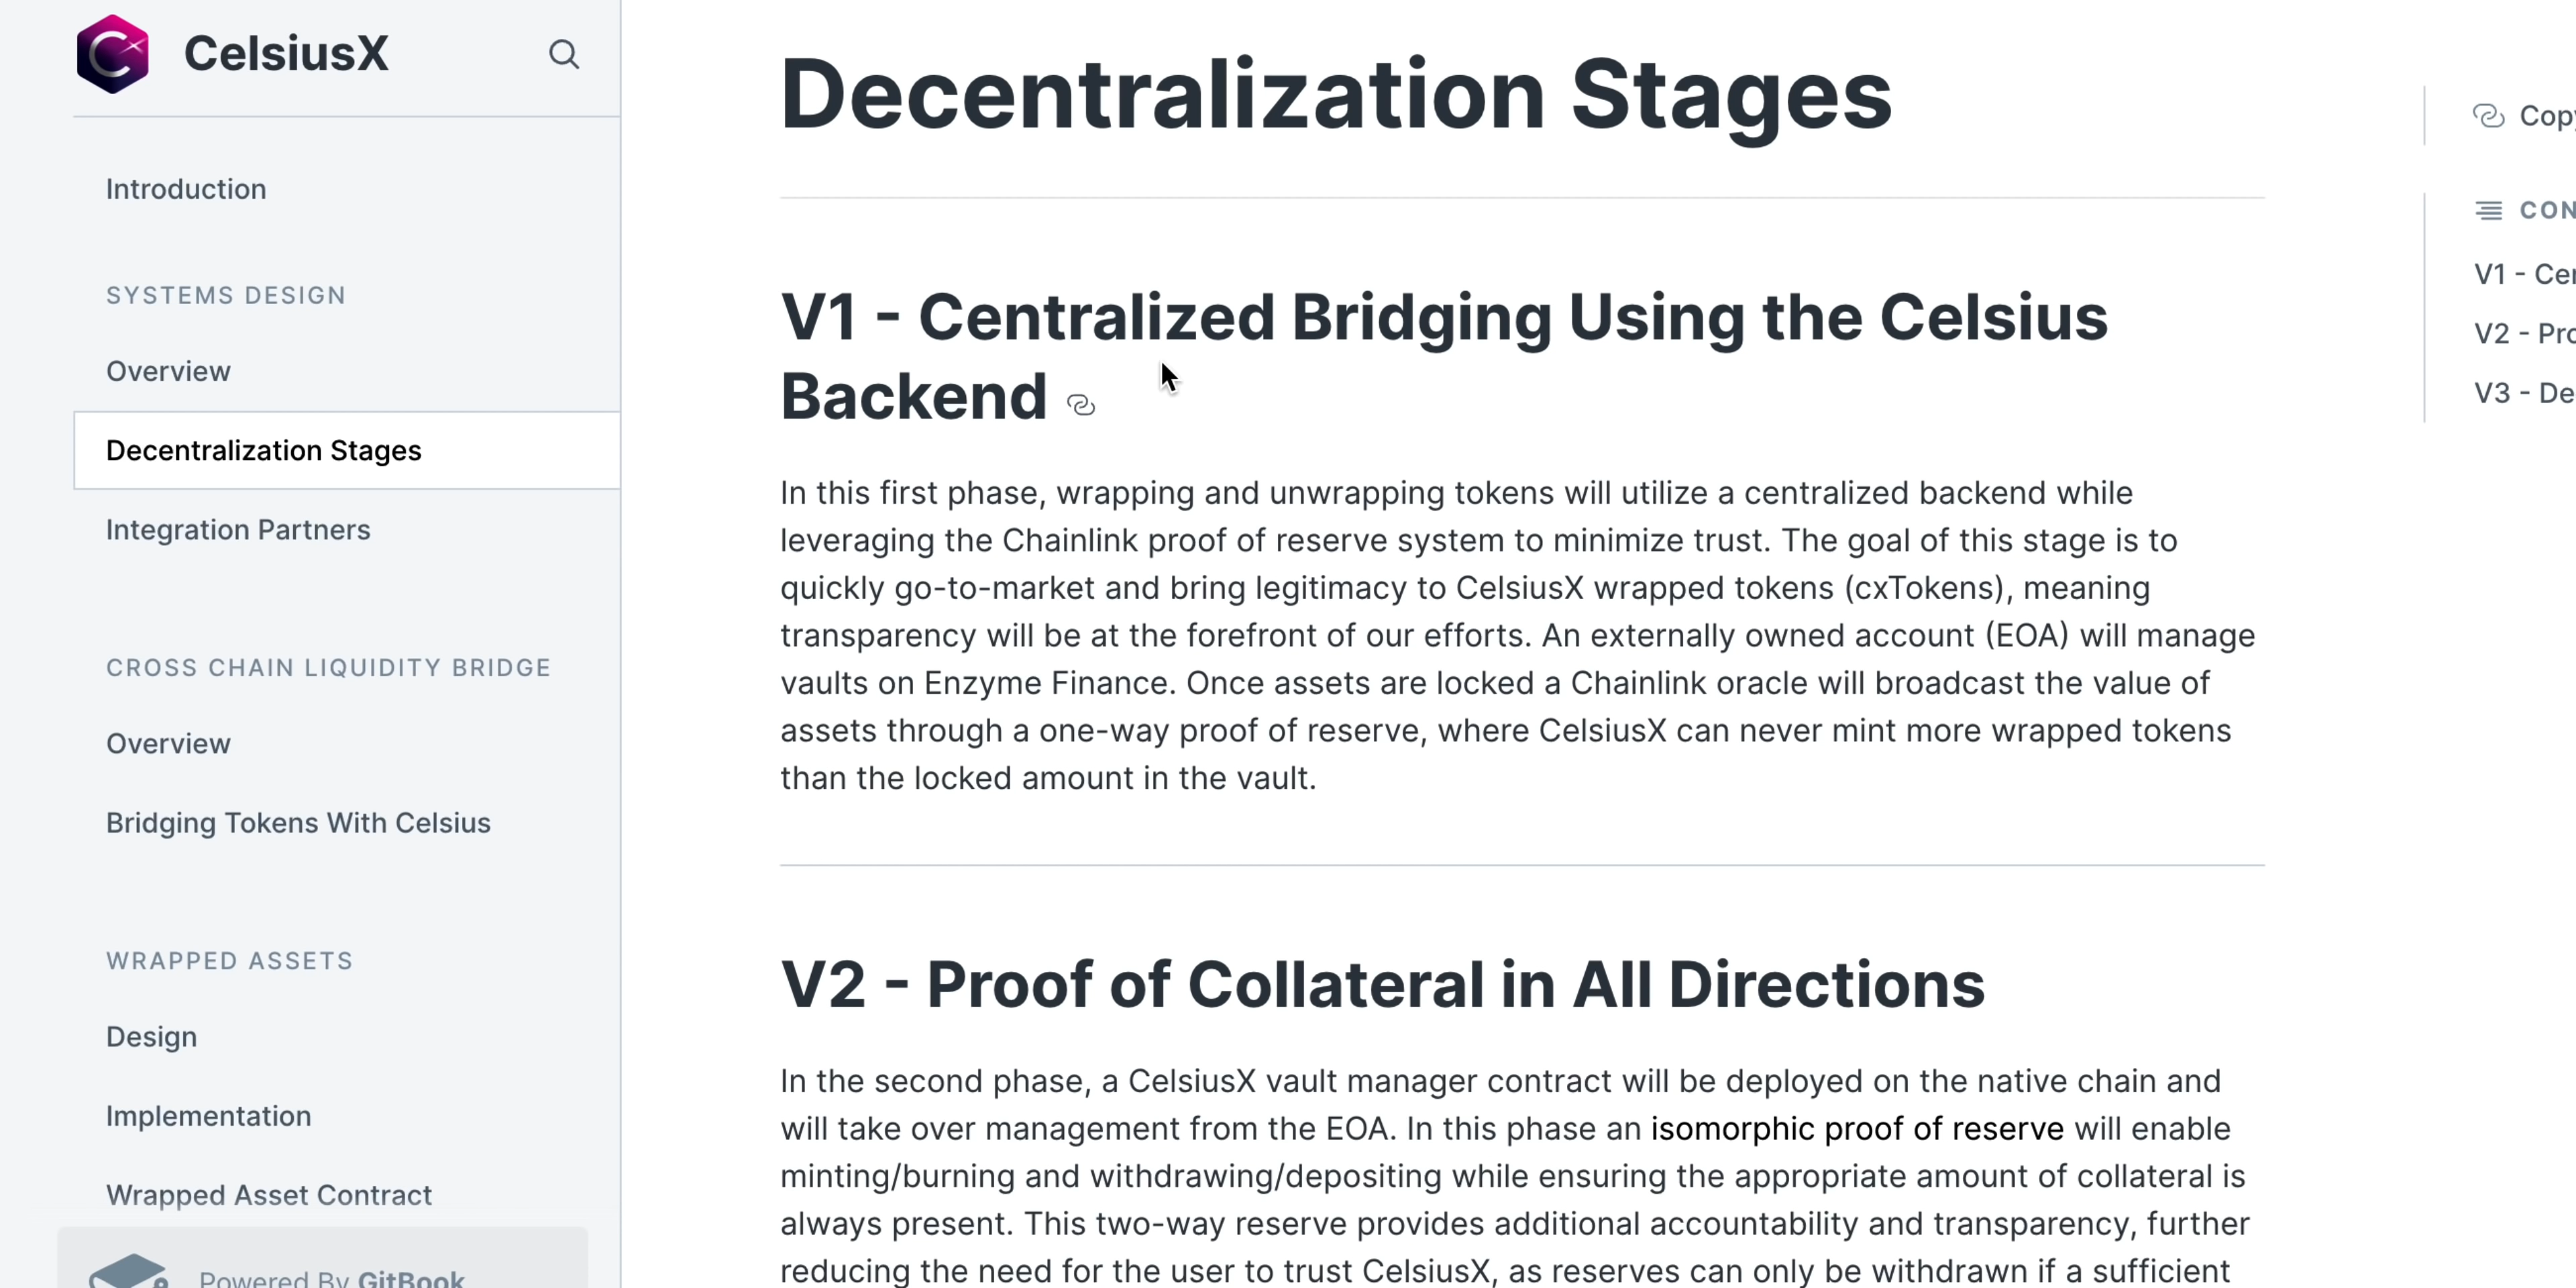 CelsiusX
Introduction
SYSTEMS DESIGN
Overview
Decentralization Stages
Integration Partners
CROSS CHAIN LIQUIDITY BRIDGE
Overview
Bridging Tokens With Celsius
WRAPPED ASSETS
Design
Implementation
Wrapped Asset Contract
Powered By GitBook
Decentralization Stages
V1 - Centralized Bridging Using the Celsius
Backend
In this first phase, wrapping and unwrapping tokens will utilize a centralized backend while
leveraging the Chainlink proof of reserve system to minimize trust. The goal of this stage is to
quickly go-to-market and bring legitimacy to CelsiusX wrapped tokens (cxTokens), meaning
transparency will be at the forefront of our efforts. An externally owned account (EOA) will manage
vaults on Enzyme Finance. Once assets are locked a Chainlink oracle will broadcast the value of
assets through a one-way proof of reserve, where CelsiusX can never mint more wrapped tokens
than the locked amount in the vault.
V2 - Proof of Collateral in All Directions
In the second phase, a CelsiusX vault manager contract will be deployed on the native chain and
will take over management from the EOA. In this phase an isomorphic proof of reserve will enable
minting/burning and withdrawing/depositing while ensuring the appropriate amount of collateral is
always present. This two-way reserve provides additional accountability and transparency, further
reducing the need for the user to trust CelsiusX, as reserves can only be withdrawn if a sufficient
V1 -
V2 -
V3 -